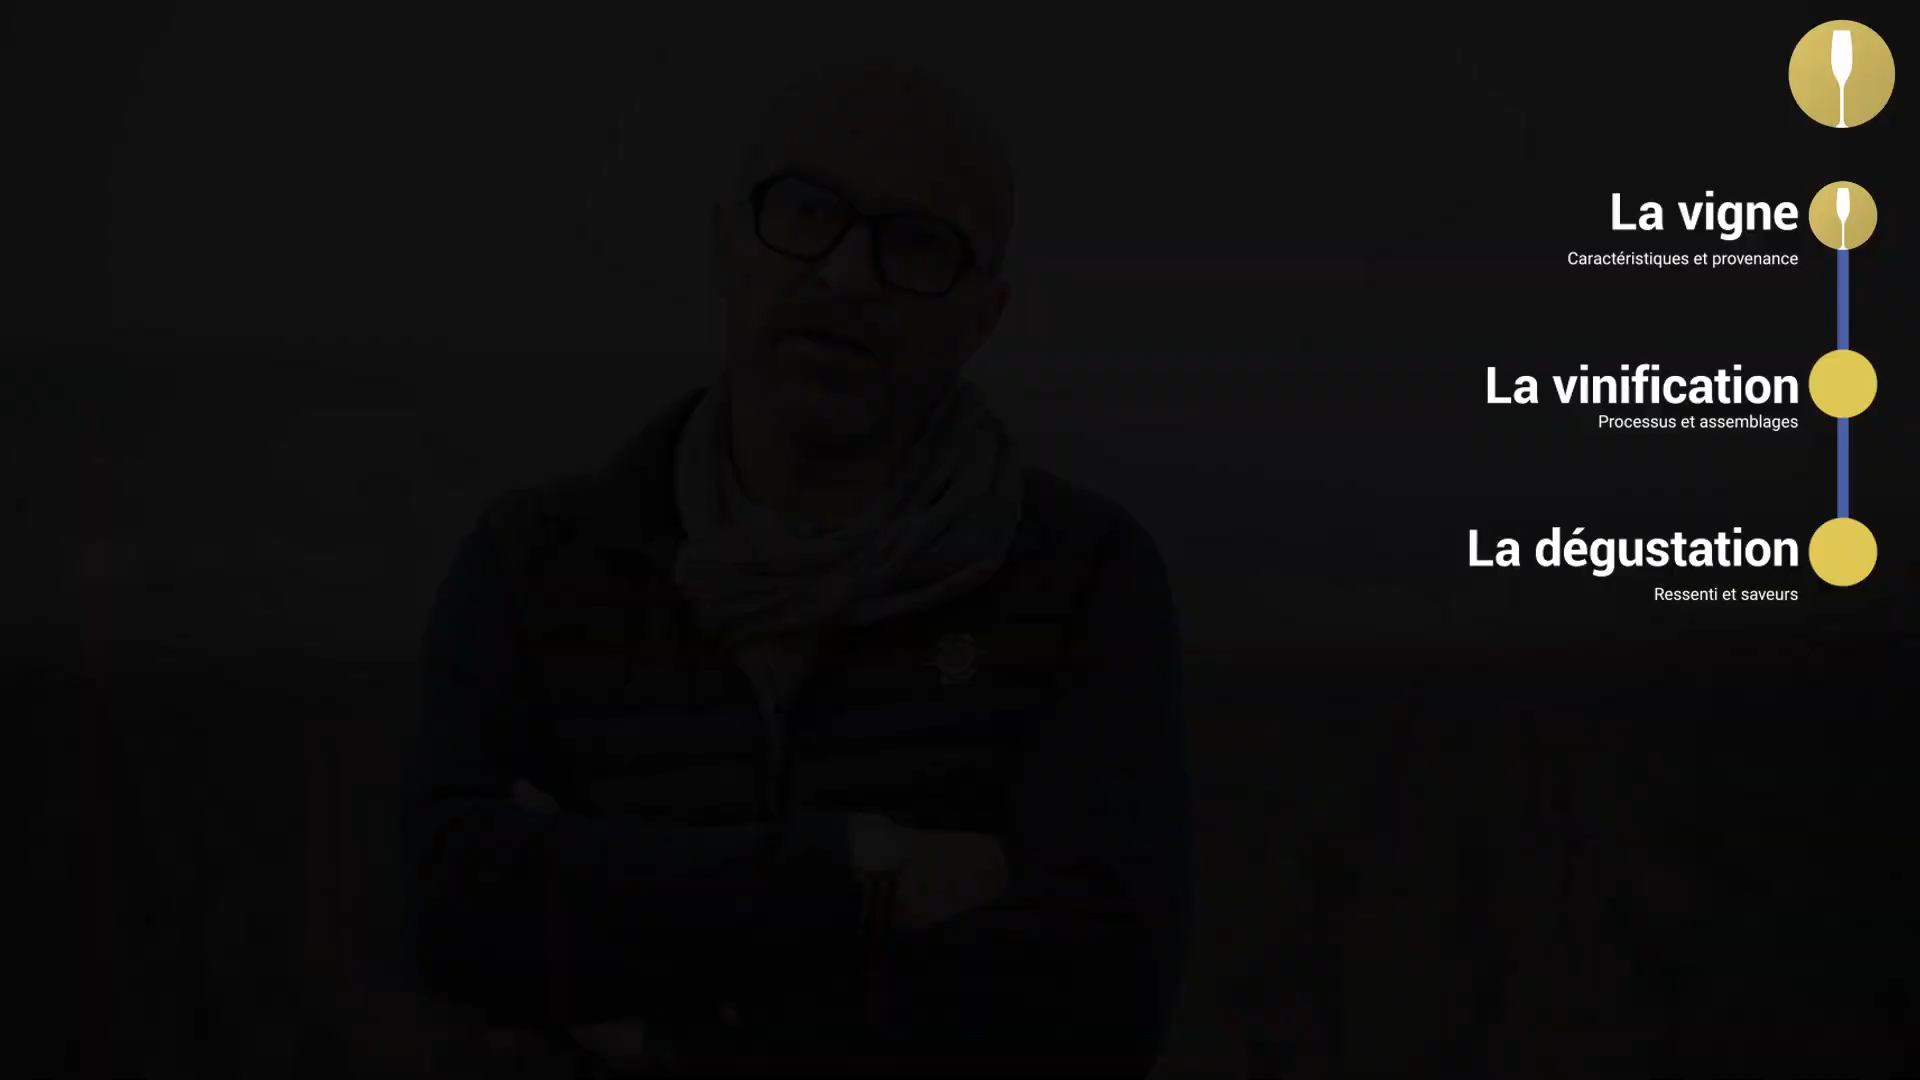 La vigne
Caractéristiques et provenance
La vinification
Processus et assemblages
La dégustation
Ressenti et saveurs